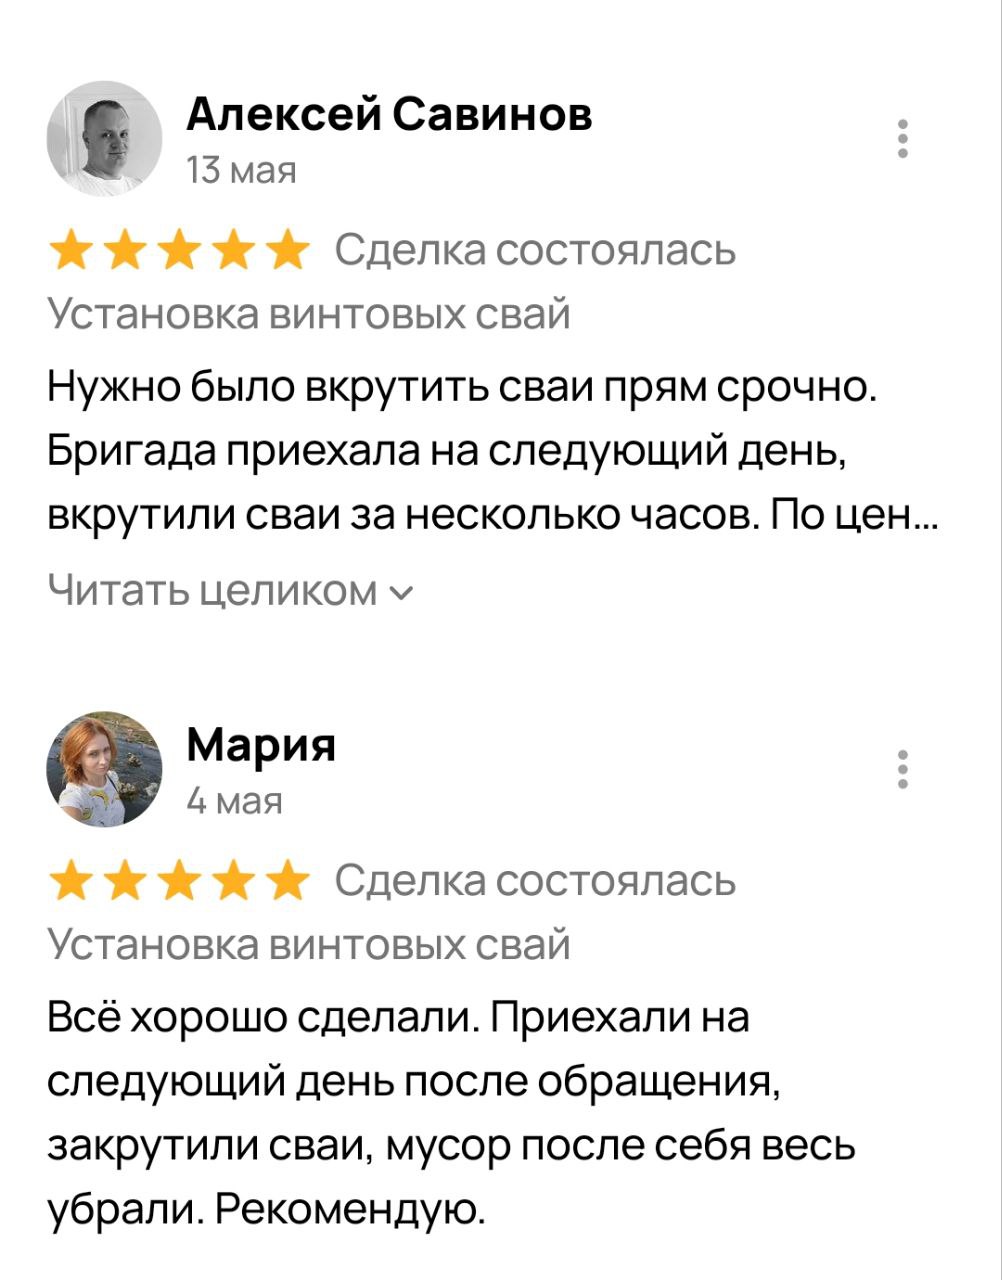 Алексей Савинов
13 мая
Сделка состоялась
Установка винтовых свай
Нужно было вкрутить сваи прям срочно.
Бригада приехала на следующий день,
вкрутили сваи за несколько часов. По цен...
Читать целиком
Мария
4 мая
Сделка состоялась
Установка винтовых свай
Всё хорошо сделали. Приехали на
следующий день после обращения,
закрутили сваи, мусор после себя весь
убрали. Рекомендую.